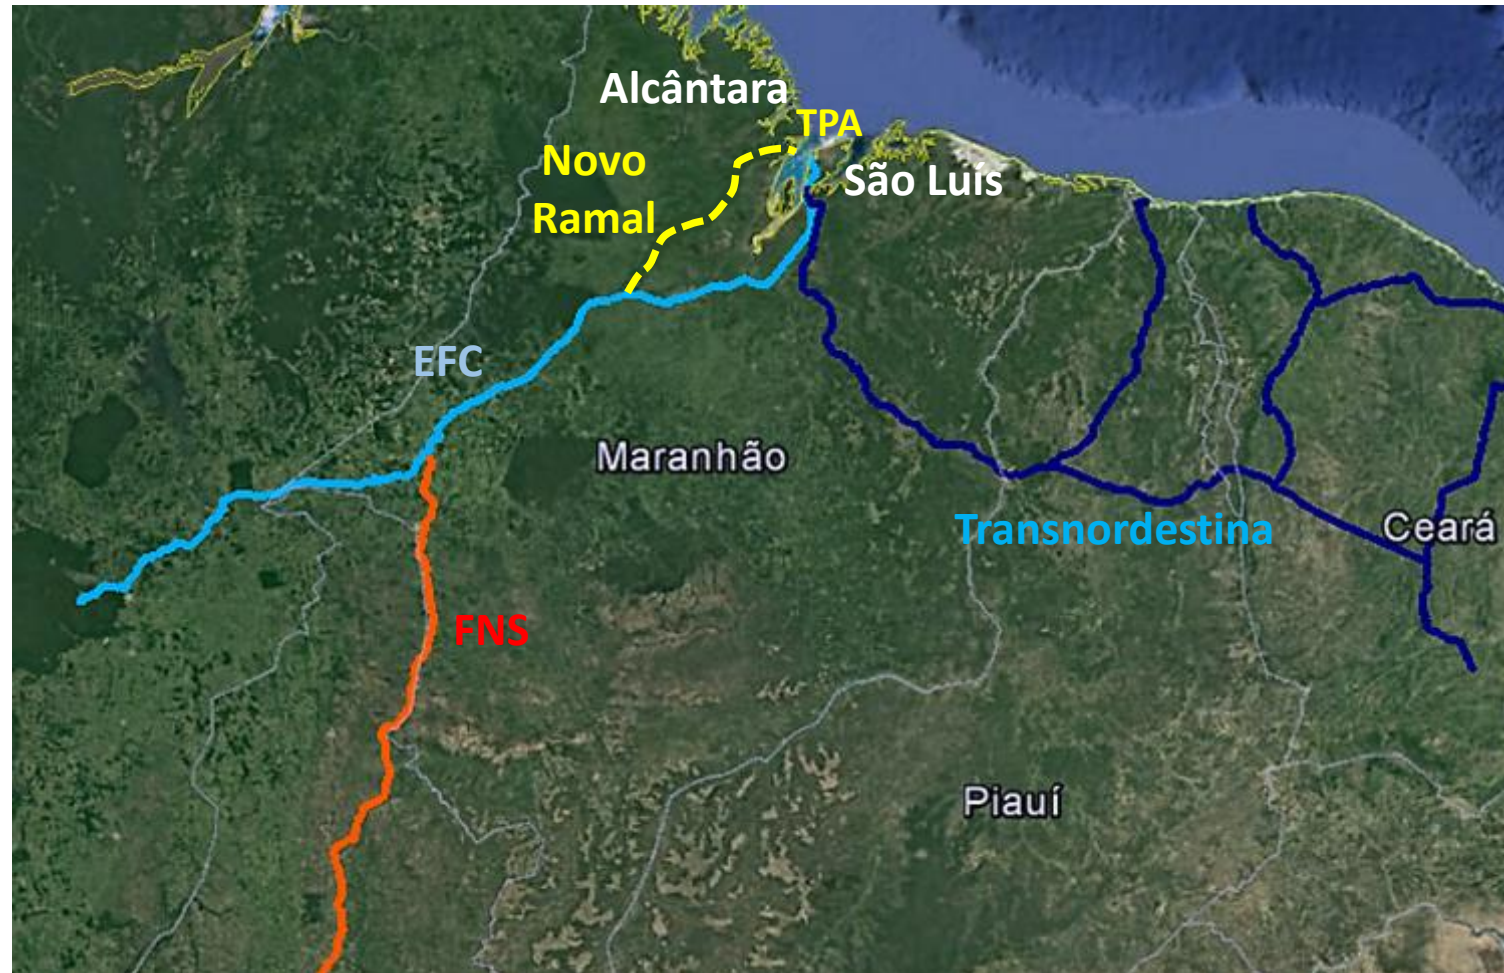 Alcântara
TPA
Novo
Ramal
São Luís
EFC
Maranhão
Transnordestina
Ceará
FNS
Piauí